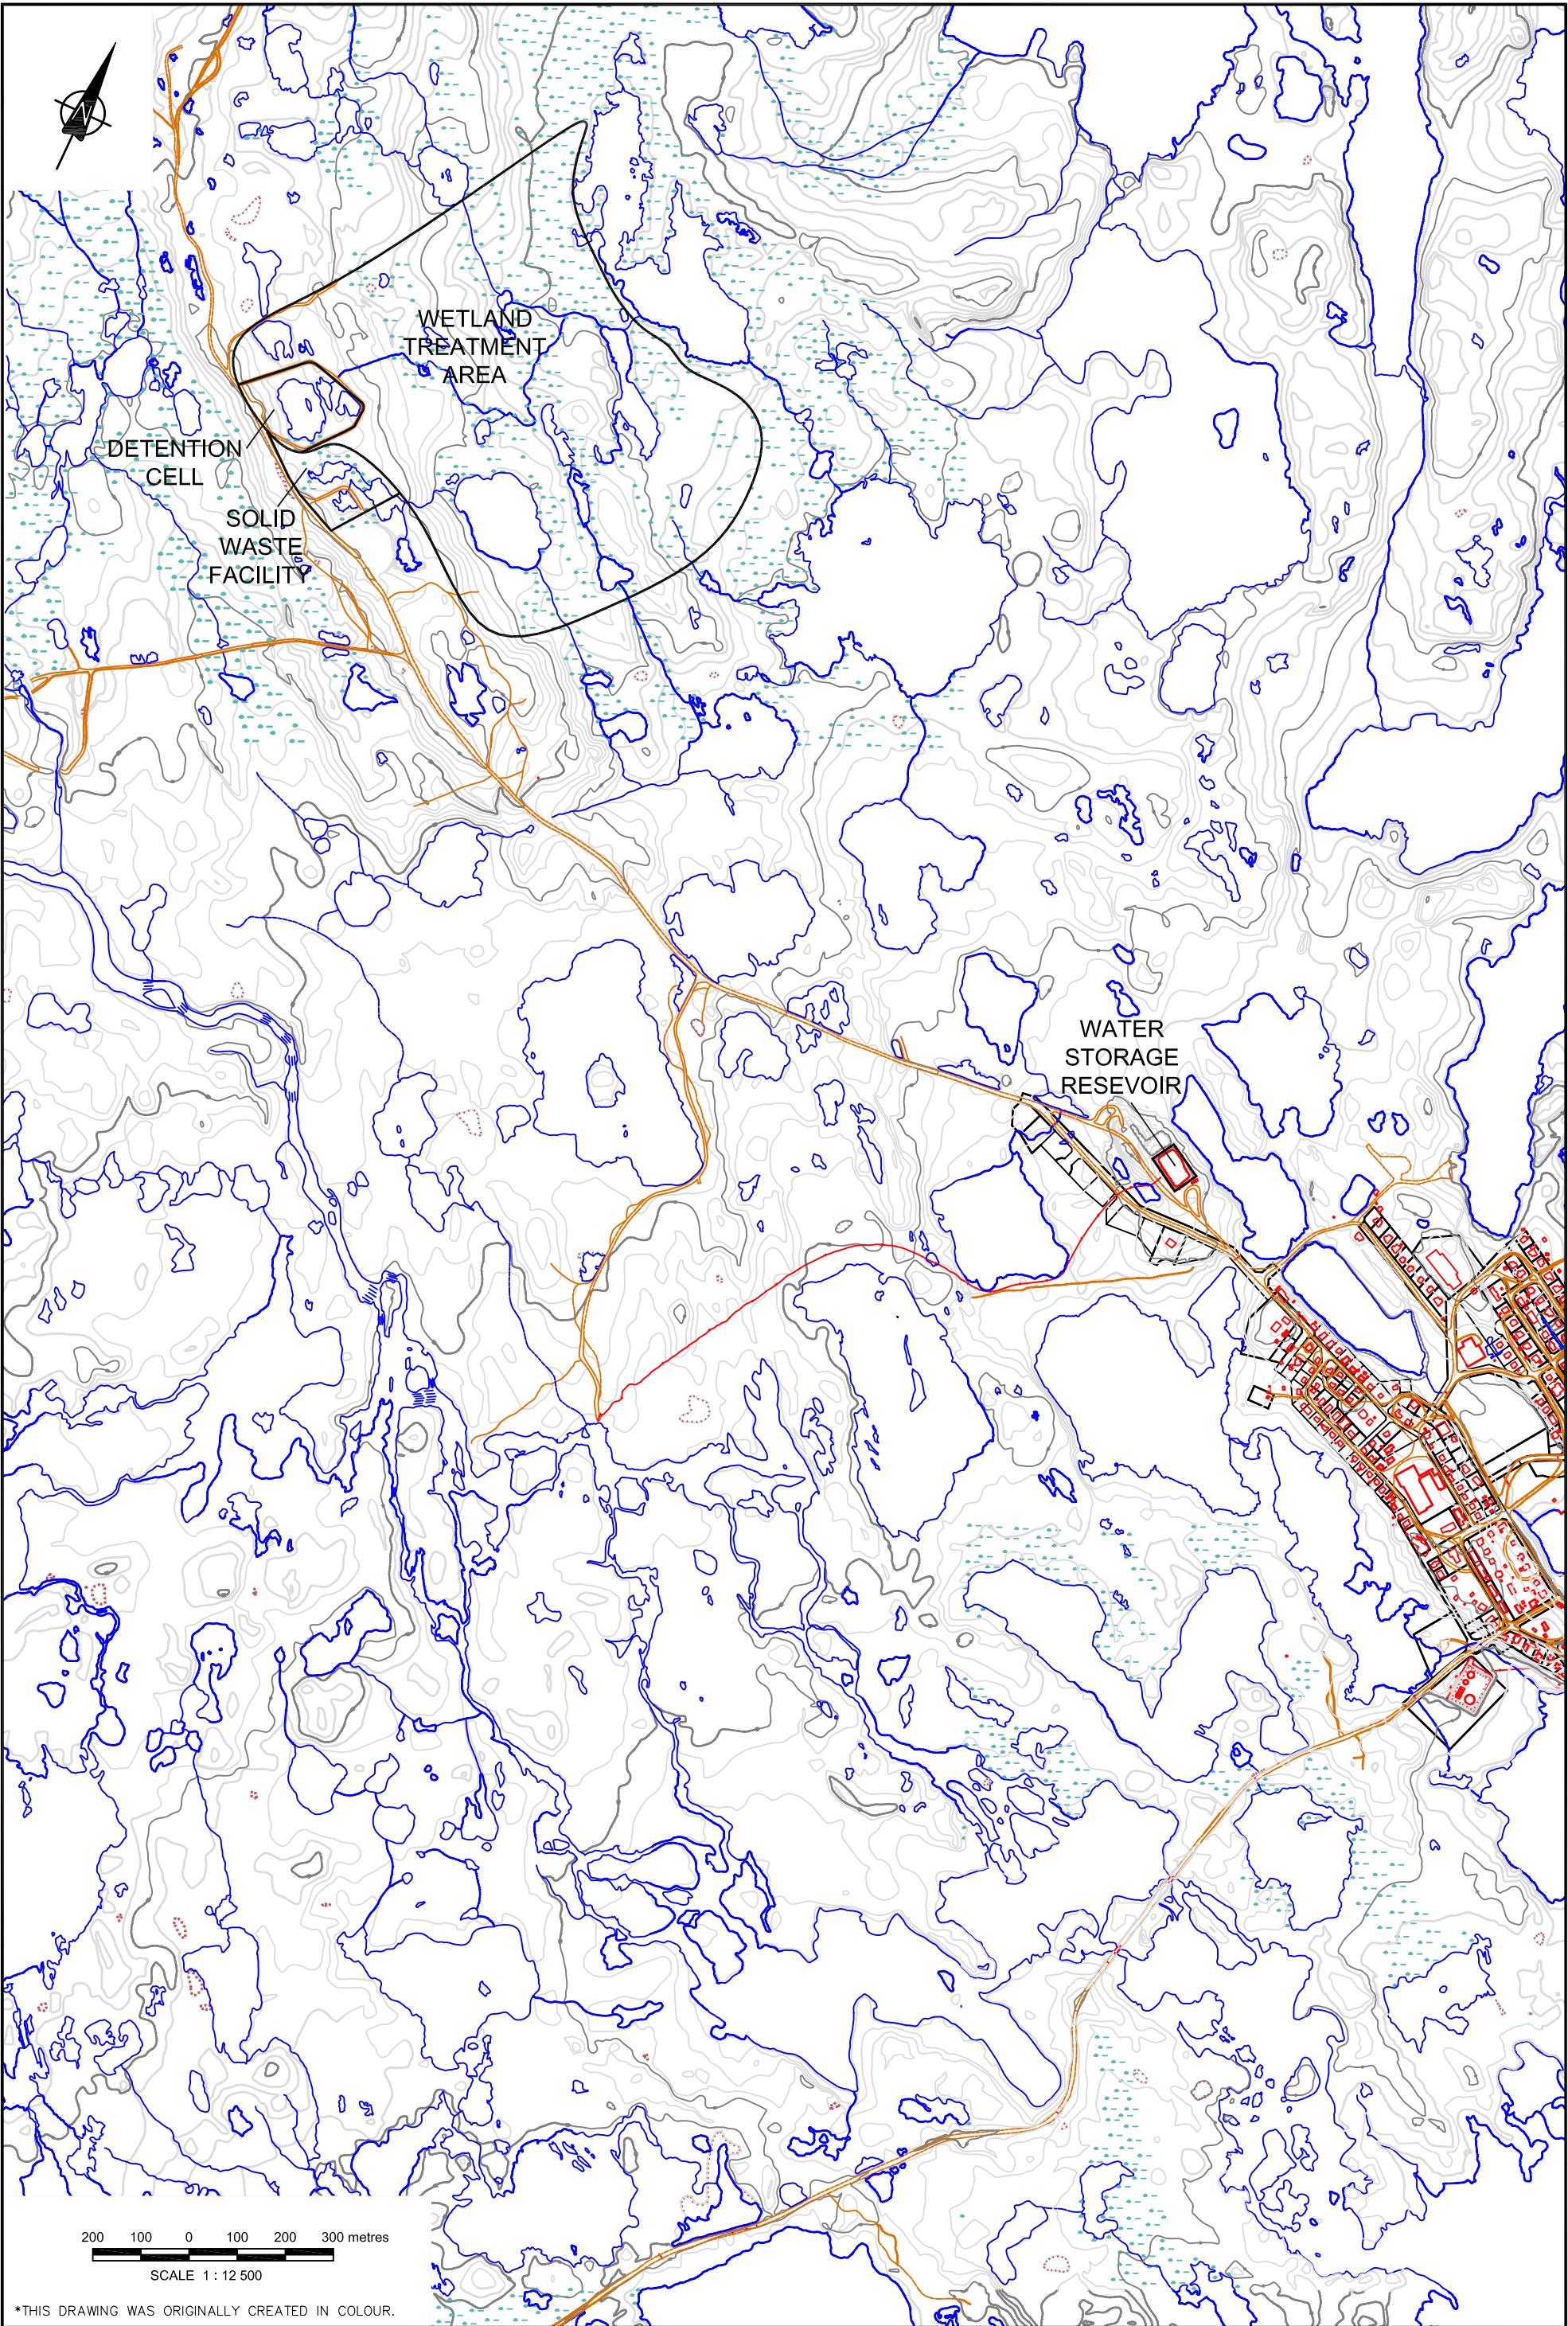 N
WETLAND
TREATMENT
AREA
DETENTION
CELL
SOLID
WASTE
FACILITY
WATER
STORAGE
RESEVOIR
200 100 0 100 200 300 metres
SCALE 1 : 12 500
*THIS DRAWING WAS ORIGINALLY CREATED IN COLOUR.